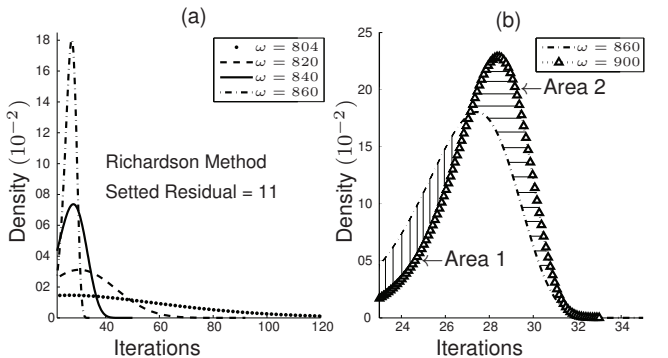 (a)
ω = 804
ω = 820
ω = 840
ω = 860
Richardson Method
Setted Residual = 11
Density (10⁻²)
18
16
14
12
10
08
06
04
02
0
40
60
80
100
120
Iterations
(b)
ω = 860
ω = 900
Area 2
Area 1
Density (10⁻²)
25
20
15
10
05
0
24
26
28
30
32
34
Iterations